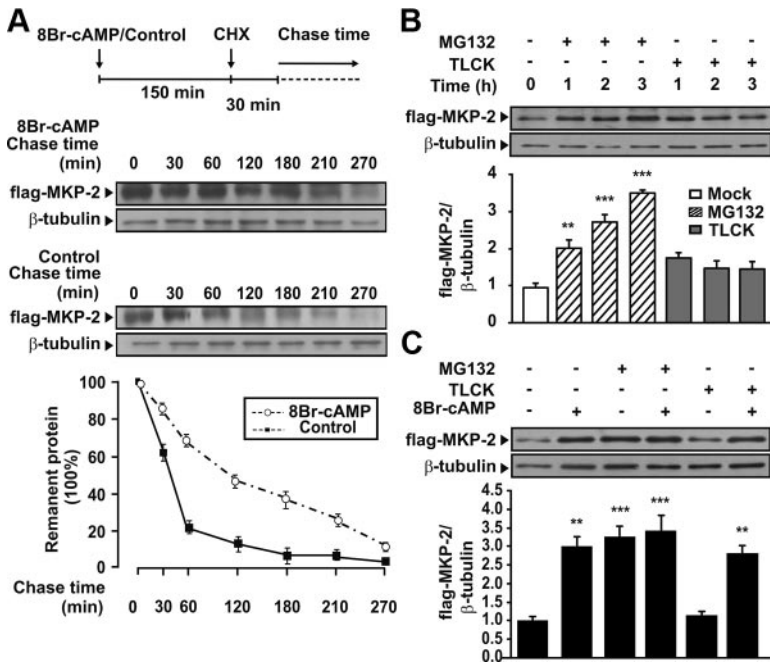 A
8Br-cAMP/Control CHX Chase time
150 min
30 min
8Br-cAMP
Chase time
(min) 0 30 60 120 180 210 270
flag-MKP-2
β-tubulin
Control
Chase time
(min) 0 30 60 120 180 210 270
flag-MKP-2
β-tubulin
Remanent protein
(100%)
100
80
60
40
20
0
8Br-cAMP
Control
Chase time
(min) 0 30 60 120 180 210 270
B
MG132 - + + + - - -
TLCK - - - - + + +
Time (h) 0 1 2 3 1 2 3
flag-MKP-2
β-tubulin
flag-MKP-2/
β-tubulin
4
3
2
1
0
** *** ***
Mock
MG132
TLCK
C
MG132 - - + + - -
TLCK - - - - + +
8Br-cAMP - + - + - +
flag-MKP-2
β-tubulin
flag-MKP-2/
β-tubulin
4.5
4.0
3.5
3.0
2.5
2.0
1.5
1.0
0.5
0.0
** *** *** **